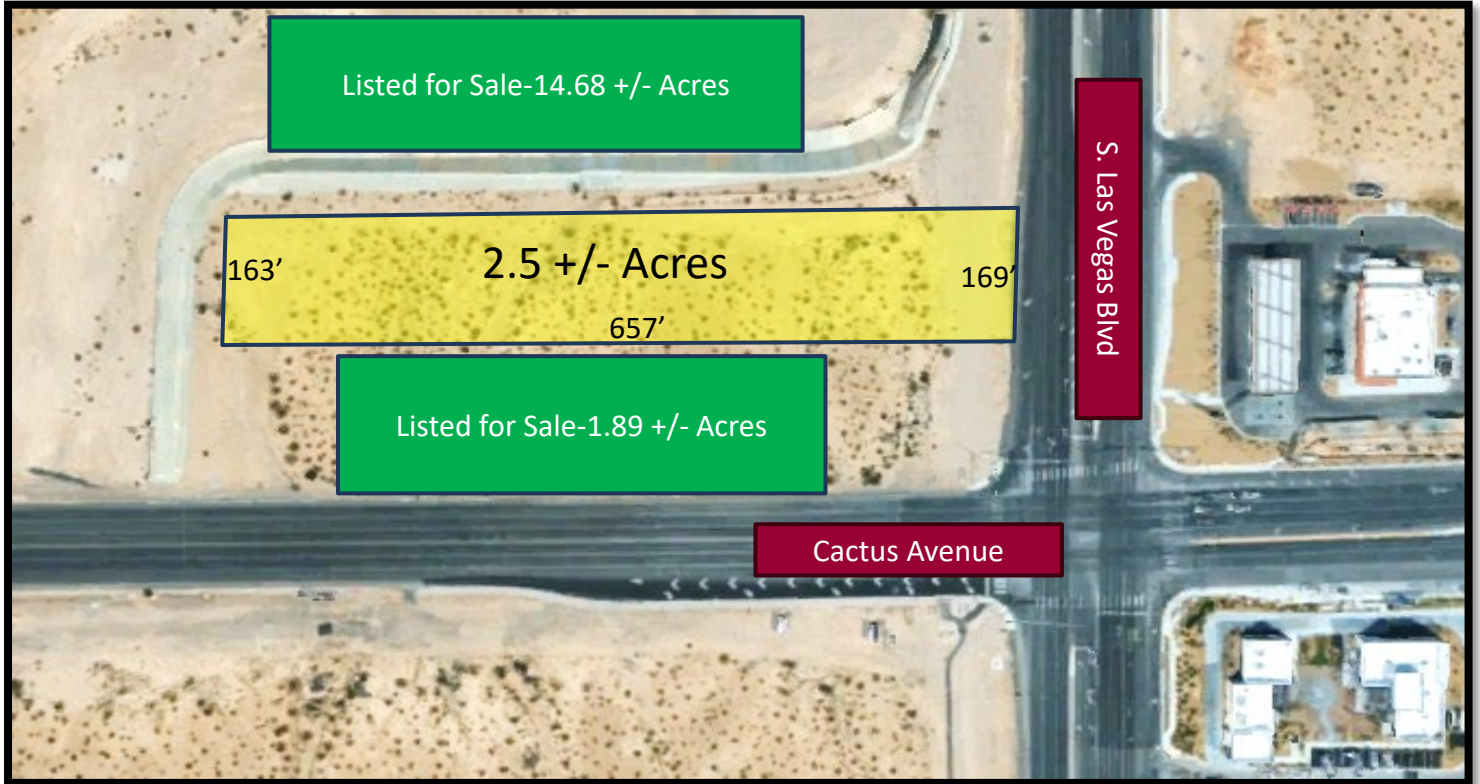 Listed for Sale-14.68 +/- Acres
S. Las Vegas Blvd
2.5 +/- Acres
163’
169’
657’
Listed for Sale-1.89 +/- Acres
Cactus Avenue